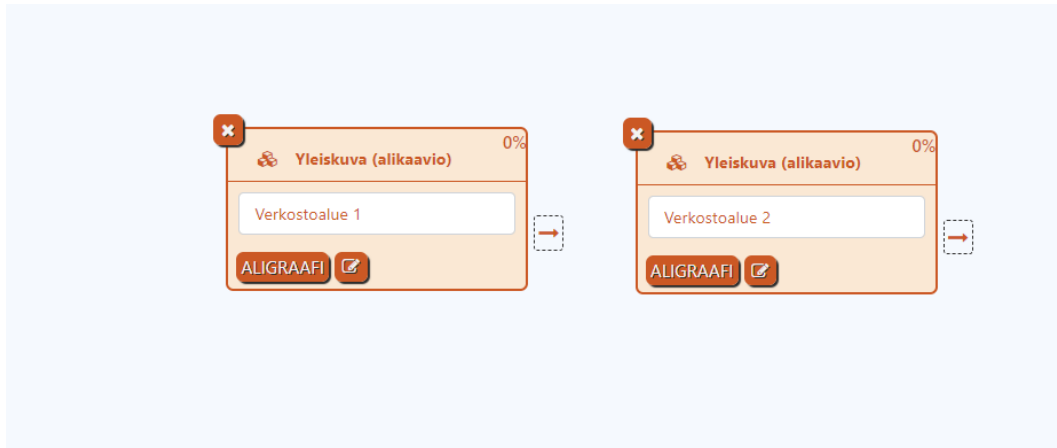 0%
Yleiskuva (alikaavio)
Verkostoalue 1
ALIGRAAFI
0%
Yleiskuva (alikaavio)
Verkostoalue 2
ALIGRAAFI